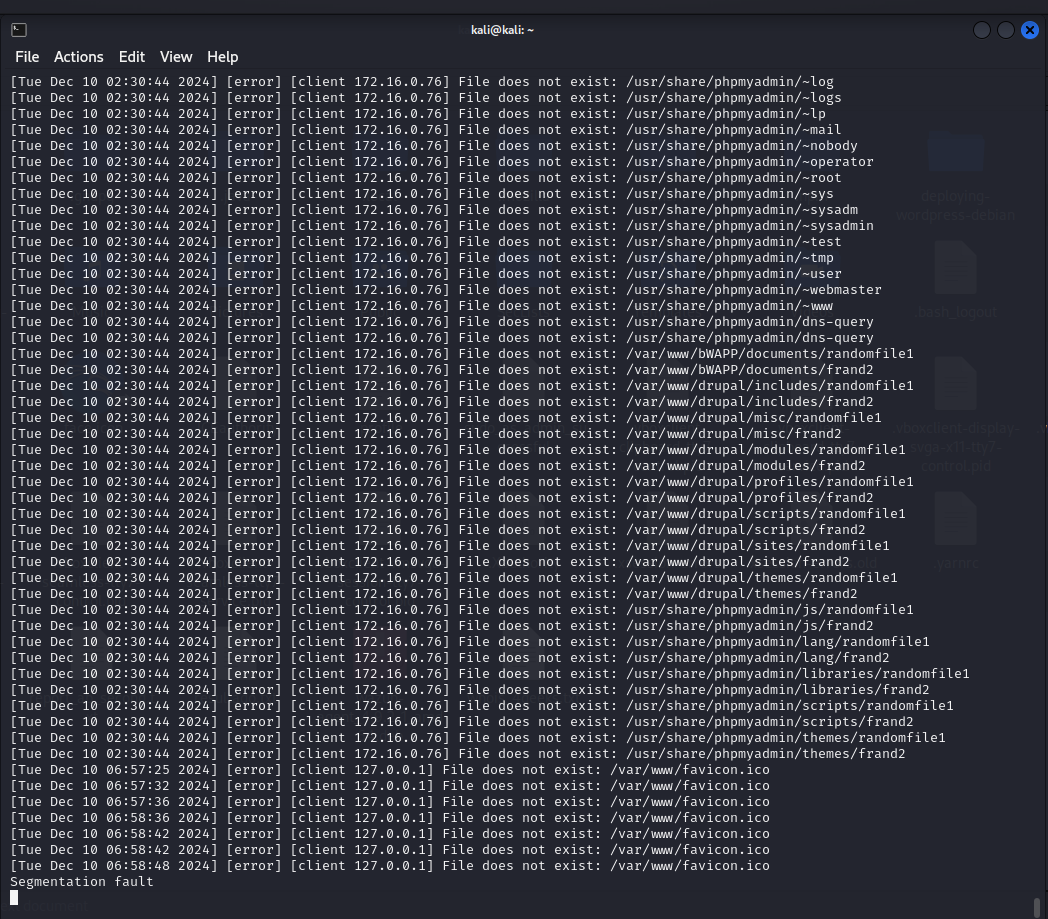 kali@kali: ~
File Actions Edit View Help
[Tue Dec 10 02:30:44 2024] [error] [client 172.16.0.76] File does not exist: /usr/share/phpmyadmin/~log
[Tue Dec 10 02:30:44 2024] [error] [client 172.16.0.76] File does not exist: /usr/share/phpmyadmin/~logs
[Tue Dec 10 02:30:44 2024] [error] [client 172.16.0.76] File does not exist: /usr/share/phpmyadmin/~lp
[Tue Dec 10 02:30:44 2024] [error] [client 172.16.0.76] File does not exist: /usr/share/phpmyadmin/~mail
[Tue Dec 10 02:30:44 2024] [error] [client 172.16.0.76] File does not exist: /usr/share/phpmyadmin/~nobody
[Tue Dec 10 02:30:44 2024] [error] [client 172.16.0.76] File does not exist: /usr/share/phpmyadmin/~operator
[Tue Dec 10 02:30:44 2024] [error] [client 172.16.0.76] File does not exist: /usr/share/phpmyadmin/~root
[Tue Dec 10 02:30:44 2024] [error] [client 172.16.0.76] File does not exist: /usr/share/phpmyadmin/~sys
[Tue Dec 10 02:30:44 2024] [error] [client 172.16.0.76] File does not exist: /usr/share/phpmyadmin/~sysadm
[Tue Dec 10 02:30:44 2024] [error] [client 172.16.0.76] File does not exist: /usr/share/phpmyadmin/~sysadmin
[Tue Dec 10 02:30:44 2024] [error] [client 172.16.0.76] File does not exist: /usr/share/phpmyadmin/~test
[Tue Dec 10 02:30:44 2024] [error] [client 172.16.0.76] File does not exist: /usr/share/phpmyadmin/~tmp
[Tue Dec 10 02:30:44 2024] [error] [client 172.16.0.76] File does not exist: /usr/share/phpmyadmin/~user
[Tue Dec 10 02:30:44 2024] [error] [client 172.16.0.76] File does not exist: /usr/share/phpmyadmin/~webmaster
[Tue Dec 10 02:30:44 2024] [error] [client 172.16.0.76] File does not exist: /usr/share/phpmyadmin/~www
[Tue Dec 10 02:30:44 2024] [error] [client 172.16.0.76] File does not exist: /usr/share/phpmyadmin/dns-query
[Tue Dec 10 02:30:44 2024] [error] [client 172.16.0.76] File does not exist: /usr/share/phpmyadmin/dns-query
[Tue Dec 10 02:30:44 2024] [error] [client 172.16.0.76] File does not exist: /var/www/bWAPP/documents/randomfile1
[Tue Dec 10 02:30:44 2024] [error] [client 172.16.0.76] File does not exist: /var/www/bWAPP/documents/frand2
[Tue Dec 10 02:30:44 2024] [error] [client 172.16.0.76] File does not exist: /var/www/drupal/includes/randomfile1
[Tue Dec 10 02:30:44 2024] [error] [client 172.16.0.76] File does not exist: /var/www/drupal/includes/frand2
[Tue Dec 10 02:30:44 2024] [error] [client 172.16.0.76] File does not exist: /var/www/drupal/misc/randomfile1
[Tue Dec 10 02:30:44 2024] [error] [client 172.16.0.76] File does not exist: /var/www/drupal/misc/frand2
[Tue Dec 10 02:30:44 2024] [error] [client 172.16.0.76] File does not exist: /var/www/drupal/modules/randomfile1
[Tue Dec 10 02:30:44 2024] [error] [client 172.16.0.76] File does not exist: /var/www/drupal/modules/frand2
[Tue Dec 10 02:30:44 2024] [error] [client 172.16.0.76] File does not exist: /var/www/drupal/profiles/randomfile1
[Tue Dec 10 02:30:44 2024] [error] [client 172.16.0.76] File does not exist: /var/www/drupal/profiles/frand2
[Tue Dec 10 02:30:44 2024] [error] [client 172.16.0.76] File does not exist: /var/www/drupal/scripts/randomfile1
[Tue Dec 10 02:30:44 2024] [error] [client 172.16.0.76] File does not exist: /var/www/drupal/scripts/frand2
[Tue Dec 10 02:30:44 2024] [error] [client 172.16.0.76] File does not exist: /var/www/drupal/sites/randomfile1
[Tue Dec 10 02:30:44 2024] [error] [client 172.16.0.76] File does not exist: /var/www/drupal/sites/frand2
[Tue Dec 10 02:30:44 2024] [error] [client 172.16.0.76] File does not exist: /var/www/drupal/themes/randomfile1
[Tue Dec 10 02:30:44 2024] [error] [client 172.16.0.76] File does not exist: /var/www/drupal/themes/frand2
[Tue Dec 10 02:30:44 2024] [error] [client 172.16.0.76] File does not exist: /usr/share/phpmyadmin/js/randomfile1
[Tue Dec 10 02:30:44 2024] [error] [client 172.16.0.76] File does not exist: /usr/share/phpmyadmin/js/frand2
[Tue Dec 10 02:30:44 2024] [error] [client 172.16.0.76] File does not exist: /usr/share/phpmyadmin/lang/randomfile1
[Tue Dec 10 02:30:44 2024] [error] [client 172.16.0.76] File does not exist: /usr/share/phpmyadmin/lang/frand2
[Tue Dec 10 02:30:44 2024] [error] [client 172.16.0.76] File does not exist: /usr/share/phpmyadmin/libraries/randomfile1
[Tue Dec 10 02:30:44 2024] [error] [client 172.16.0.76] File does not exist: /usr/share/phpmyadmin/libraries/frand2
[Tue Dec 10 02:30:44 2024] [error] [client 172.16.0.76] File does not exist: /usr/share/phpmyadmin/scripts/randomfile1
[Tue Dec 10 02:30:44 2024] [error] [client 172.16.0.76] File does not exist: /usr/share/phpmyadmin/scripts/frand2
[Tue Dec 10 02:30:44 2024] [error] [client 172.16.0.76] File does not exist: /usr/share/phpmyadmin/themes/randomfile1
[Tue Dec 10 02:30:44 2024] [error] [client 172.16.0.76] File does not exist: /usr/share/phpmyadmin/themes/frand2
[Tue Dec 10 06:57:25 2024] [error] [client 127.0.0.1] File does not exist: /var/www/favicon.ico
[Tue Dec 10 06:57:32 2024] [error] [client 127.0.0.1] File does not exist: /var/www/favicon.ico
[Tue Dec 10 06:57:36 2024] [error] [client 127.0.0.1] File does not exist: /var/www/favicon.ico
[Tue Dec 10 06:58:36 2024] [error] [client 127.0.0.1] File does not exist: /var/www/favicon.ico
[Tue Dec 10 06:58:42 2024] [error] [client 127.0.0.1] File does not exist: /var/www/favicon.ico
[Tue Dec 10 06:58:42 2024] [error] [client 127.0.0.1] File does not exist: /var/www/favicon.ico
[Tue Dec 10 06:58:48 2024] [error] [client 127.0.0.1] File does not exist: /var/www/favicon.ico
Segmentation fault
deploying-
wordpress-debian
.bash_logout
.vboxclient-display-
svga-x11-tty7-
control.pid
.yarnrc